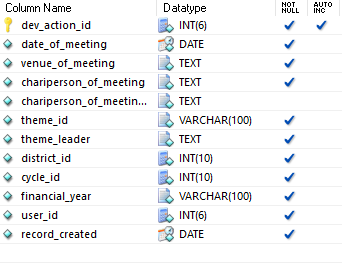 Column Name Datatype NOT NULL AUTO INC
dev_action_id INT(6)
date_of_meeting DATE
venue_of_meeting TEXT
chariperson_of_meeting TEXT
chariperson_of_meetin... TEXT
theme_id VARCHAR(100)
theme_leader TEXT
district_id INT(10)
cycle_id INT(10)
financial_year VARCHAR(100)
user_id INT(6)
record_created DATE